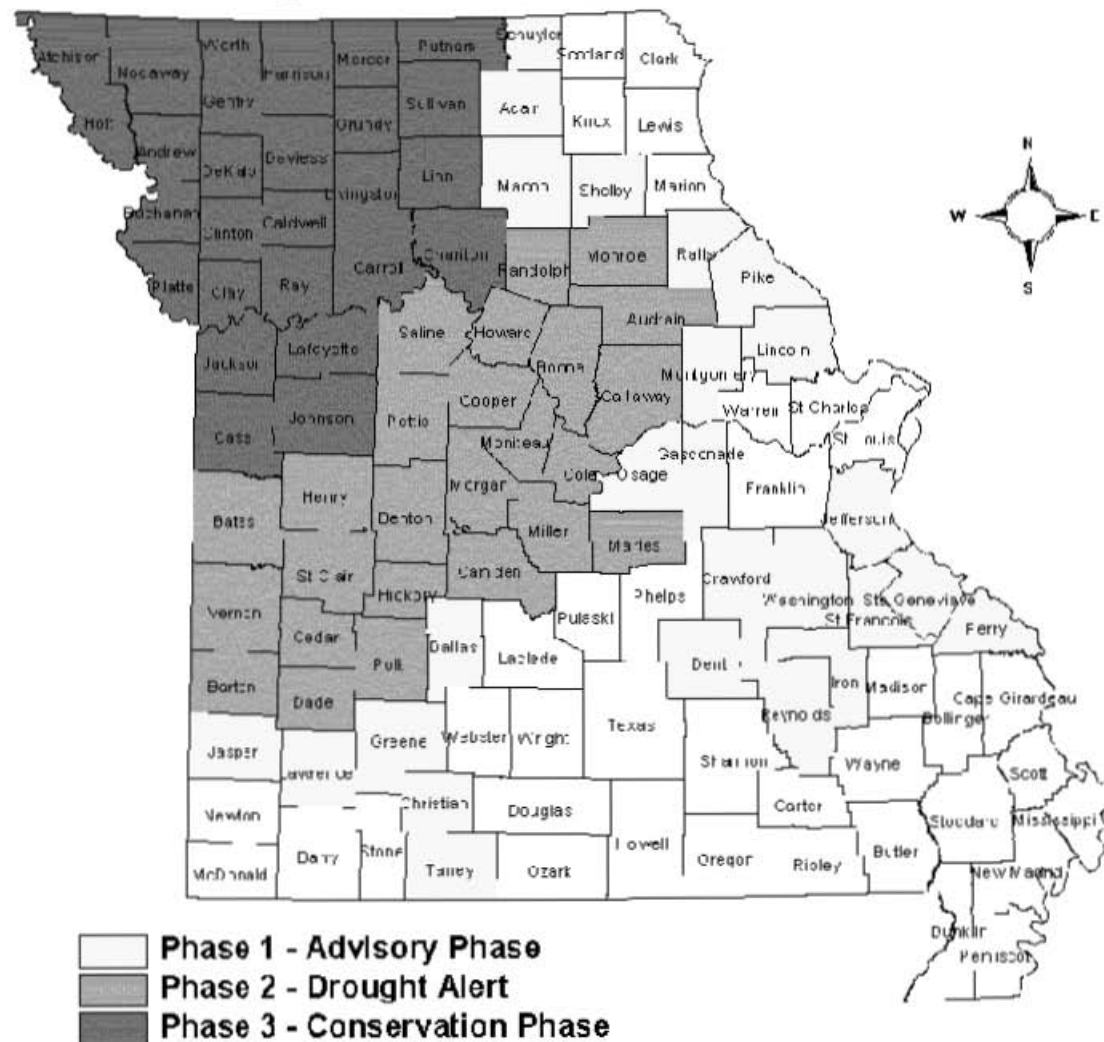 Schuyler
Scotland
Clark
Putnam
Mercer
Harrison
Worth
Nodaway
Atchison
Gentry
Sullivan
Adair
Knox
Lewis
Holt
Grundy
Andrew
DeKalb
Daviess
Linn
Macon
Shelby
Marion
N
W
E
S
Livingston
Buchanan
Clinton
Caldwell
Carroll
Chariton
Randolph
Monroe
Ralls
Pike
Platte
Clay
Ray
Saline
Howard
Audrain
Lincoln
Jackson
Lafayette
Boone
Callaway
Montgomery
Warren
St Charles
St Louis
Cass
Johnson
Pettis
Cooper
Moniteau
Cole
Osage
Gasconade
Franklin
Henry
Morgan
Bates
Benton
Miller
Maries
Jefferson
St Clair
Camden
Hickory
Vernon
Cedar
Pulaski
Phelps
Crawford
Washington
Ste Genevieve
St Francois
Perry
Polk
Dallas
Laclede
Dent
Iron
Madison
Cape Girardeau
Bollinger
Barton
Dade
Jasper
Greene
Webster
Wright
Texas
Reynolds
Shannon
Wayne
Scott
Lawrence
Newton
Christian
Douglas
Carter
Stoddard
Mississippi
McDonald
Barry
Stone
Taney
Ozark
Howell
Oregon
Ripley
Butler
New Madrid
Dunklin
Pemiscot
Phase 1 - Advisory Phase
Phase 2 - Drought Alert
Phase 3 - Conservation Phase